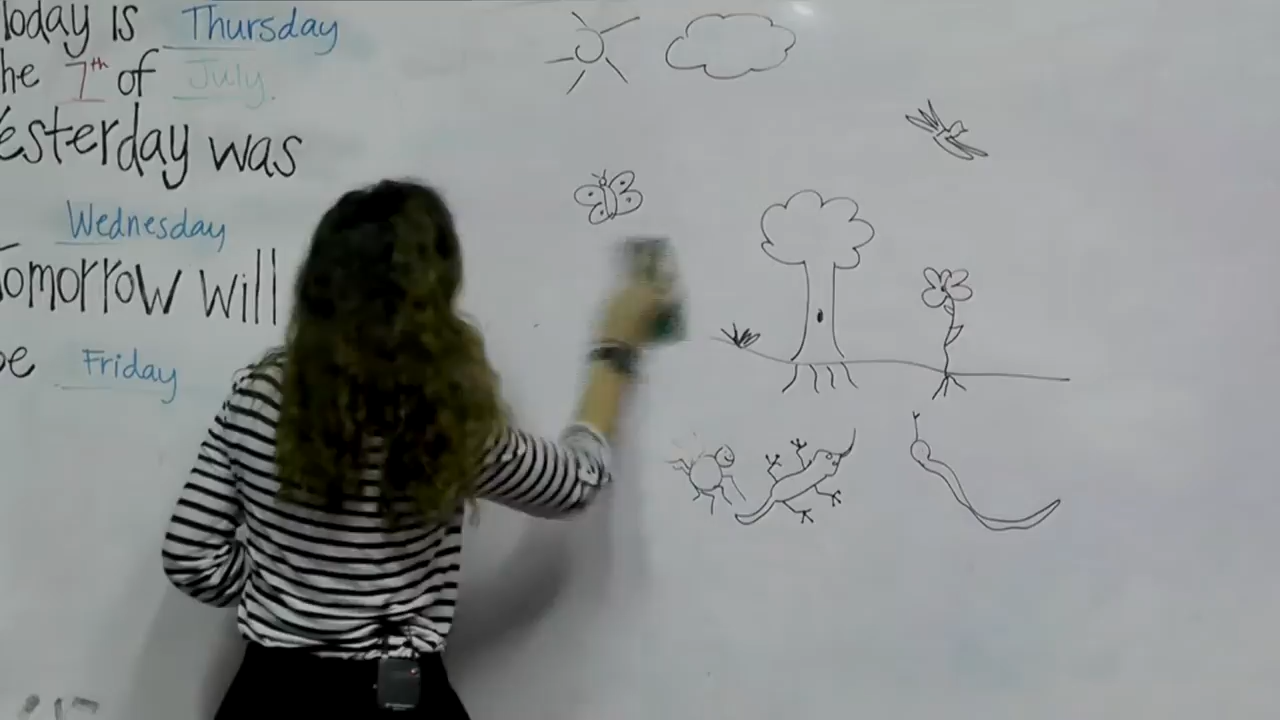 Today is Thursday
the 7th of July.
Yesterday was
Wednesday
Tomorrow will
be Friday